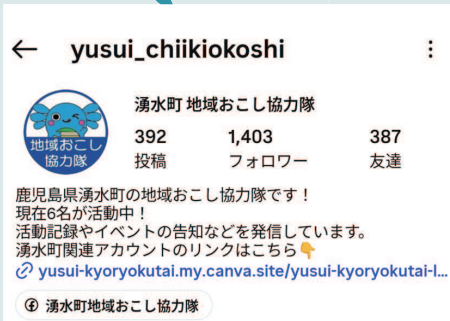 yusui_chiikiokoshi
湧水町 地域おこし協力隊
392 1,403 387
投稿 フォロワー 友達
地域おこし
協力隊
鹿児島県湧水町の地域おこし協力隊です！
現在6名が活動中！
活動記録やイベントの告知などを発信しています。
湧水町関連アカウントのリンクはこちら👇
yusui-kyoryokutai.my.canva.site/yusui-kyoryokutai-l...
湧水町地域おこし協力隊